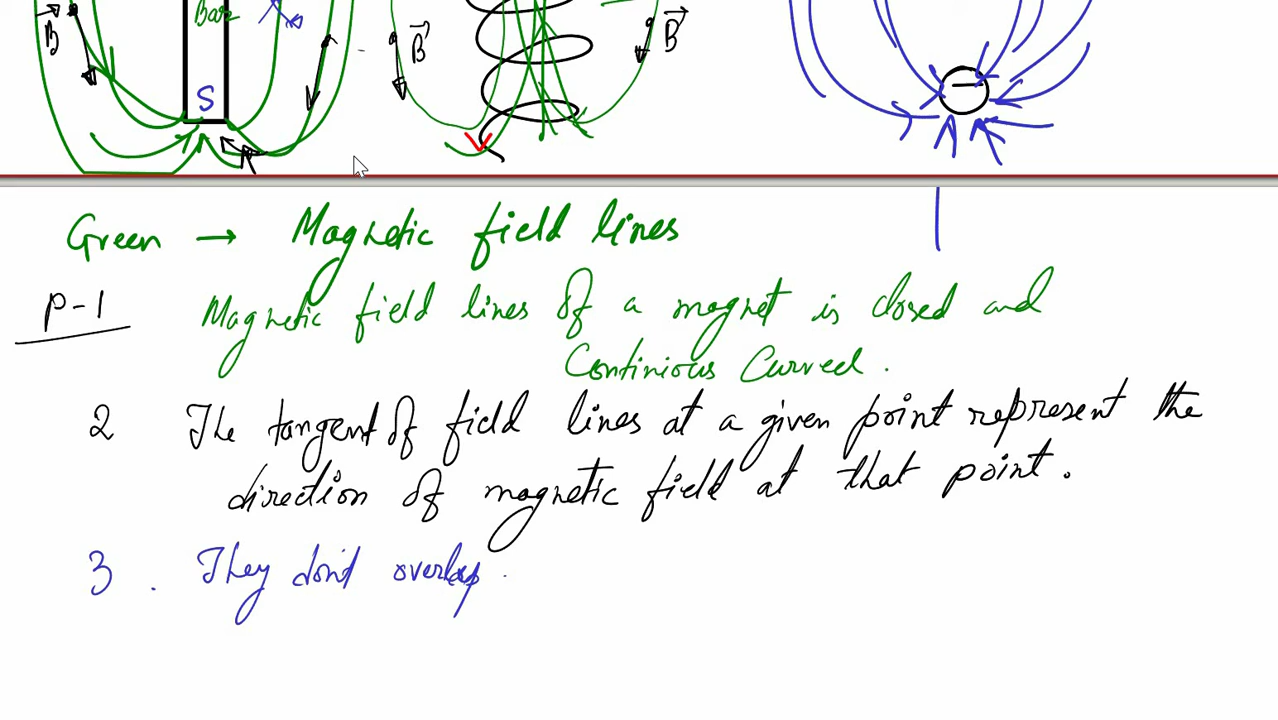 Bar
B
B
B
S
Green → Magnetic field lines
P-1 Magnetic field lines of a magnet is closed and
Continious Curved.
2 The tangent of field lines at a given point represent the
direction of magnetic field at that point.
3. They don't overlap.